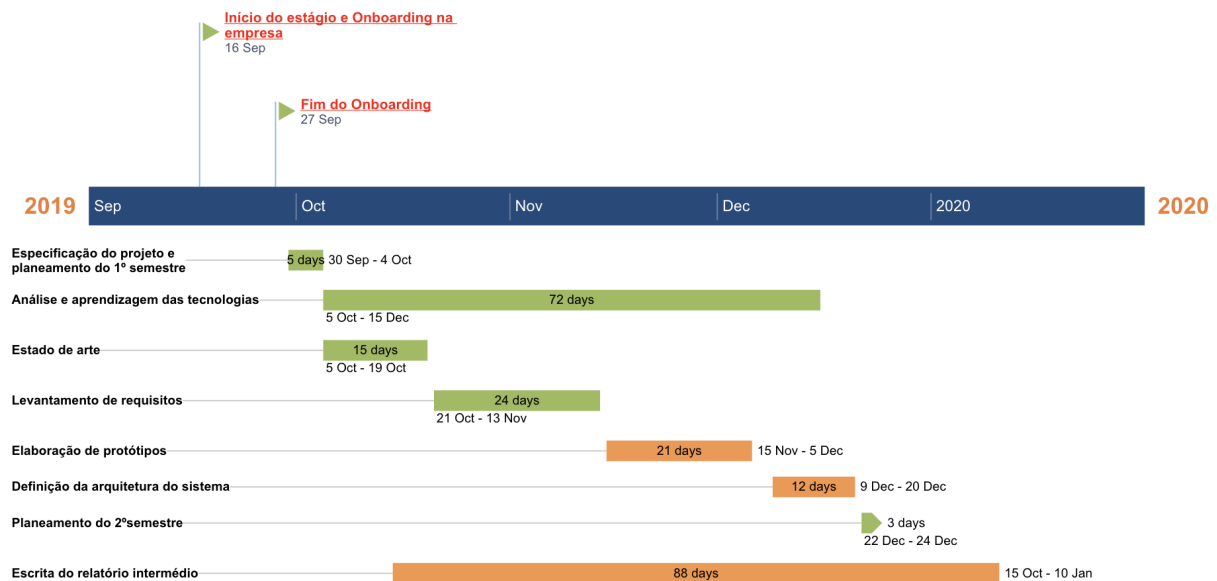 Início do estágio e Onboarding na
empresa
16 Sep
Fim do Onboarding
27 Sep
2019 Sep Oct Nov Dec 2020 2020
Especificação do projeto e
planeamento do 1º semestre
5 days 30 Sep - 4 Oct
Análise e aprendizagem das tecnologias
72 days
5 Oct - 15 Dec
Estado de arte
15 days
5 Oct - 19 Oct
Levantamento de requisitos
24 days
21 Oct - 13 Nov
Elaboração de protótipos
21 days 15 Nov - 5 Dec
Definição da arquitetura do sistema
12 days 9 Dec - 20 Dec
Planeamento do 2ºsemestre
3 days
22 Dec - 24 Dec
Escrita do relatório intermédio
88 days 15 Oct - 10 Jan